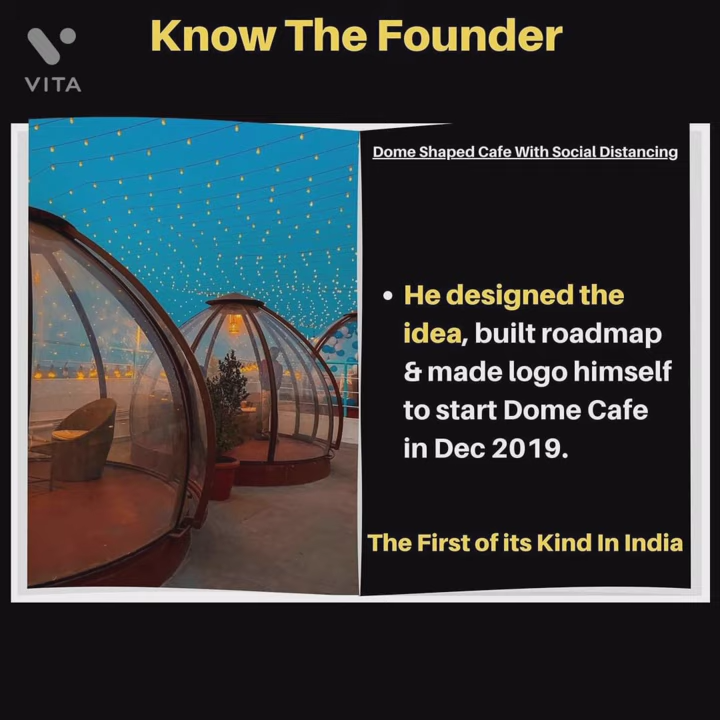 Know The Founder
VITA
Dome Shaped Cafe With Social Distancing
• He designed the
idea, built roadmap
& made logo himself
to start Dome Cafe
in Dec 2019.
The First of its Kind In India